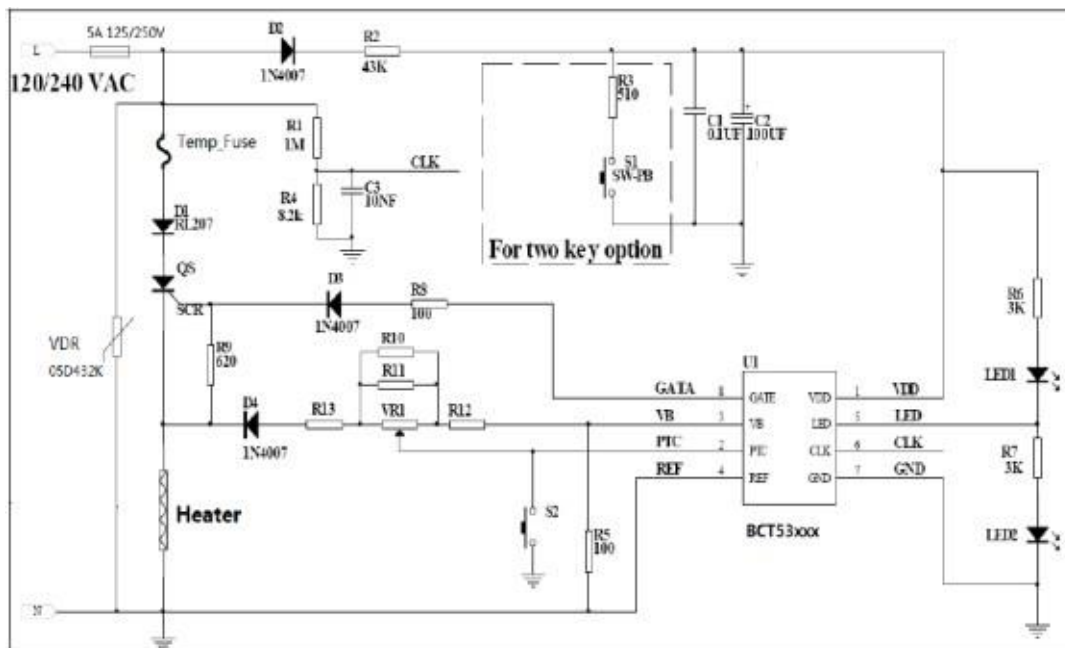 5A 125/250V
L
120/240 VAC
D2
1N4007
R2
43K
R3
510
S1
SW-PB
C1
0.1UF
C2
100UF
For two key option
Temp_Fuse
R1
1M
CLK
R4
8.2k
C3
10NF
D1
RL207
QS
SCR
D3
1N4007
R8
100
R9
620
VDR
05D432K
R10
R11
D4
1N4007
R13
VR1
R12
Heater
S2
R5
100
U1
GATA
8
GATE
VDD
1
VDD
VB
3
VB
LED
5
LED
PTC
2
PTC
CLK
6
CLK
REF
4
REF
GND
7
GND
BCT53xxx
R6
3K
LED1
R7
3K
LED2
N